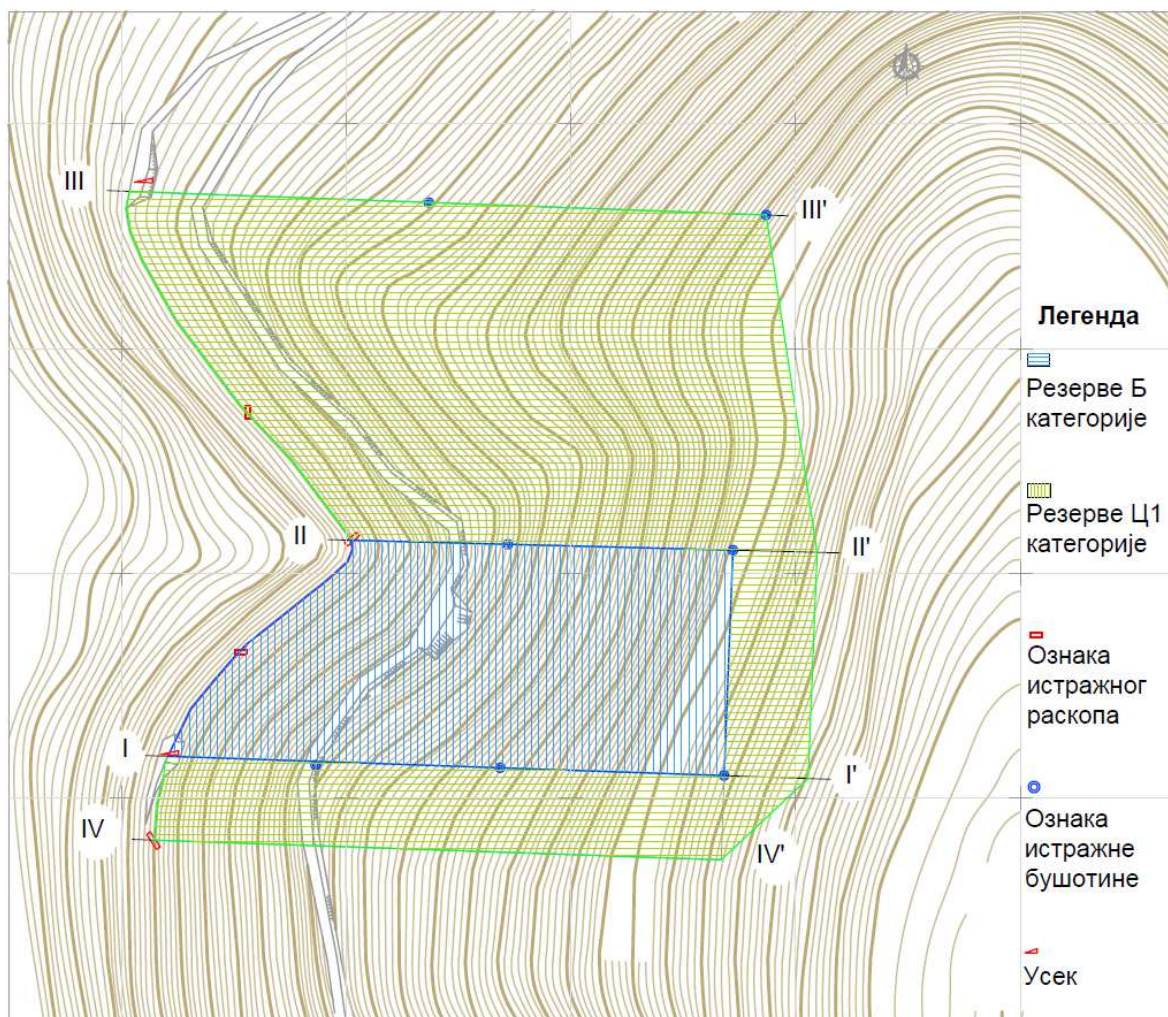 III
III'
Легенда
Резерве Б
категорије
Резерве Ц1
категорије
II
II'
Ознака
истражног
раскопа
I
I'
Ознака
истражне
бушотине
IV
IV'
Усек